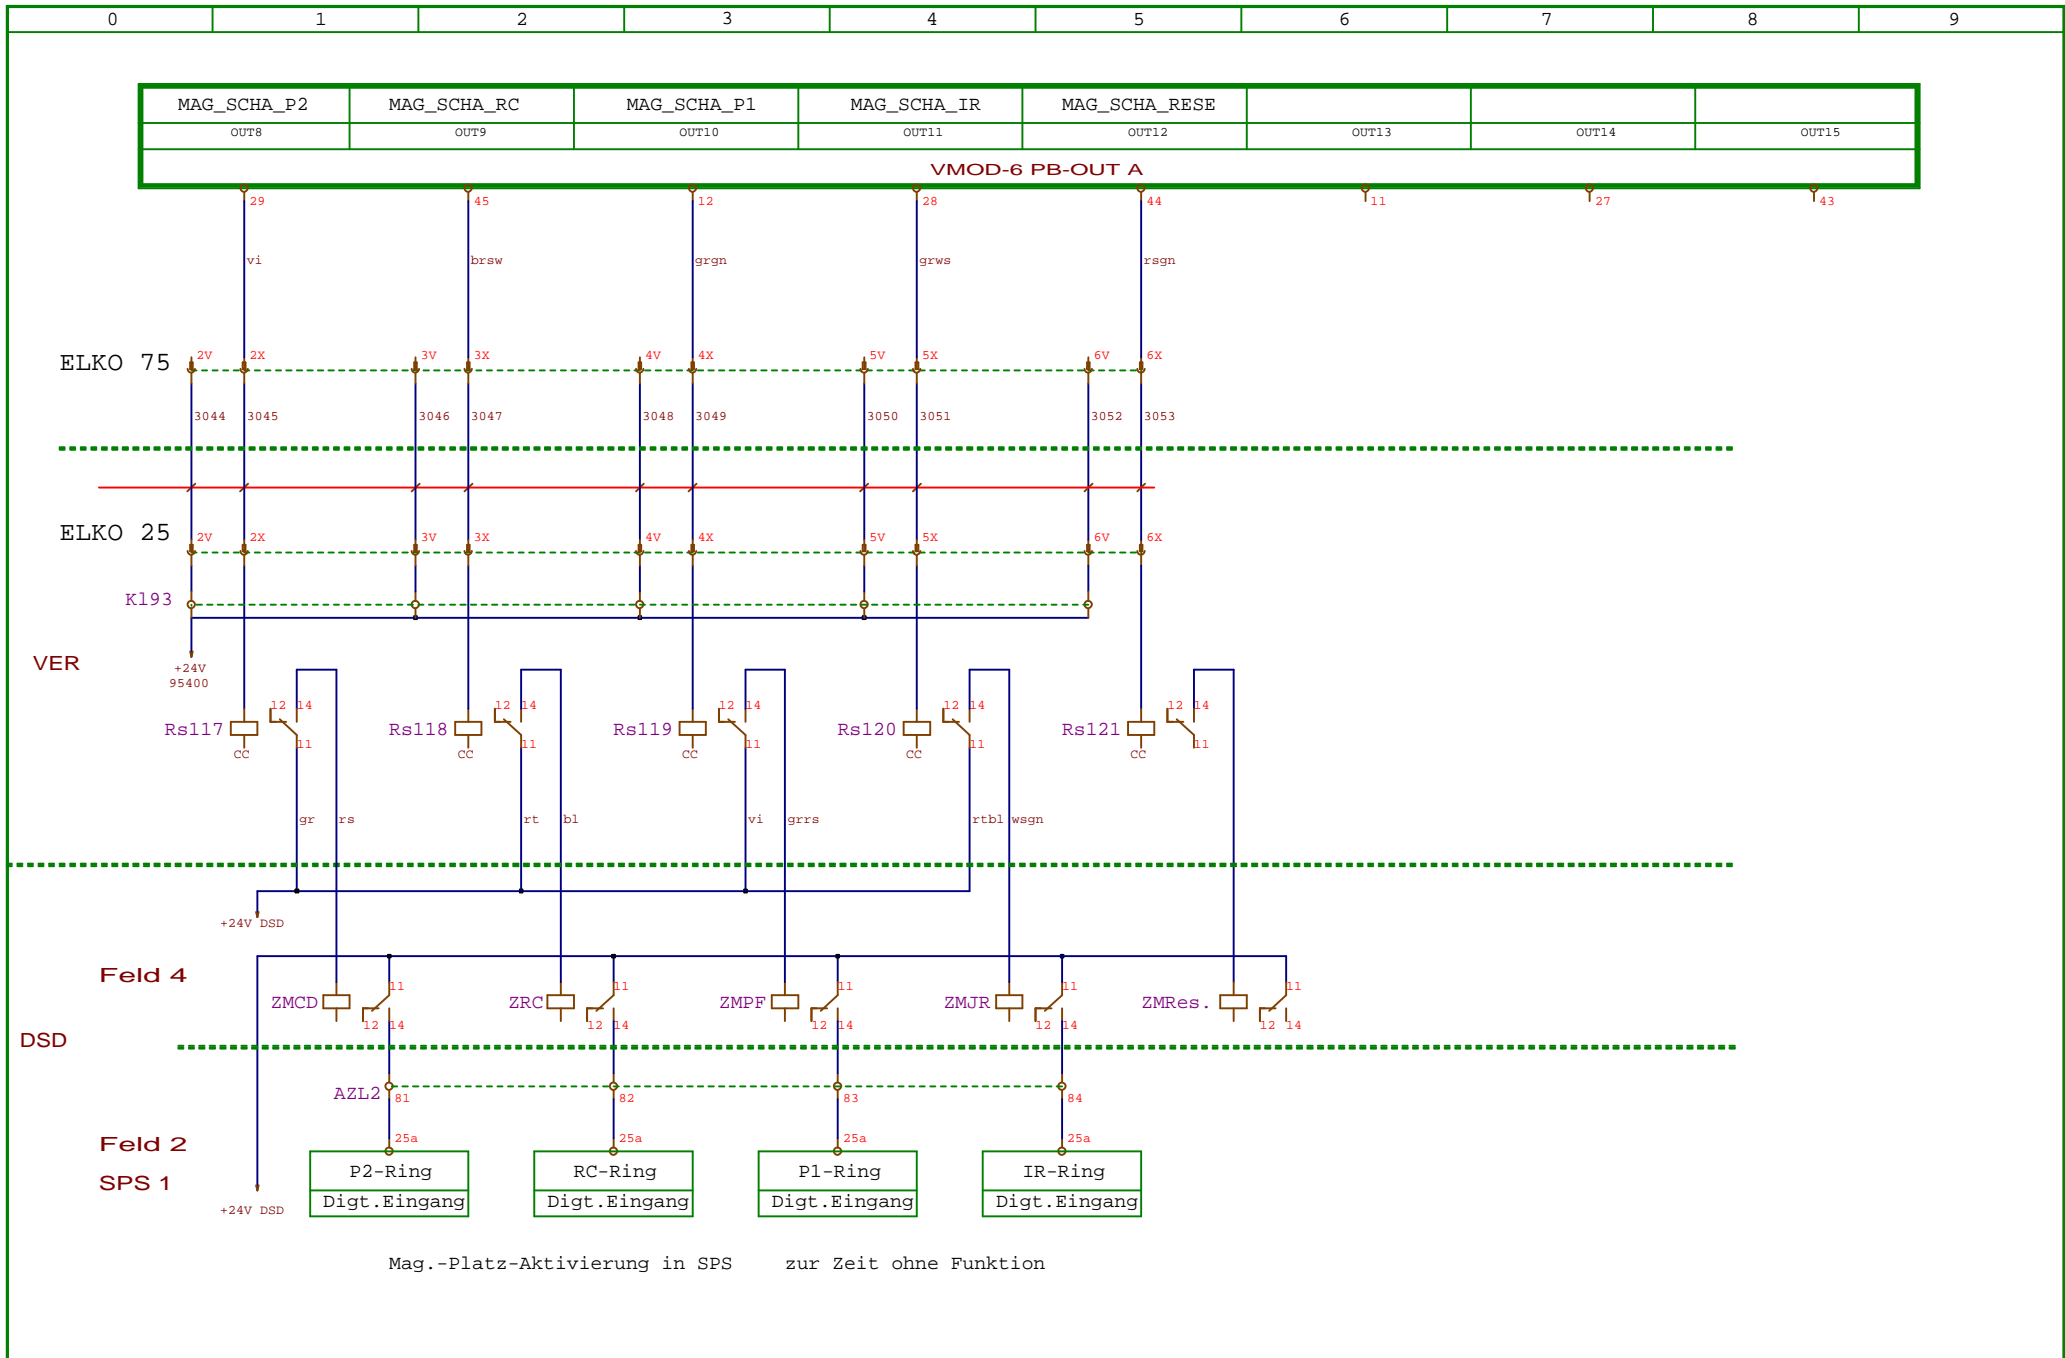 0 1 2 3 4 5 6 7 8 9
MAG_SCHA_P2 MAG_SCHA_RC MAG_SCHA_P1 MAG_SCHA_IR MAG_SCHA_RESE
OUT8 OUT9 OUT10 OUT11 OUT12 OUT13 OUT14 OUT15
VMOD-6 PB-OUT A
29 45 12 28 44 11 27 43
vi brsw grgn grws rsgn
ELKO 75 2V 2X 3V 3X 4V 4X 5V 5X 6V 6X
3044 3045 3046 3047 3048 3049 3050 3051 3052 3053
ELKO 25 2V 2X 3V 3X 4V 4X 5V 5X 6V 6X
Kl93
VER
+24V
95400
12 14 12 14 12 14 12 14 12 14
Rs117 Rs118 Rs119 Rs120 Rs121
11 11 11 11 11
CC CC CC CC CC
gr rs rt bl vi grrs rtbl wsgn
+24V DSD
Feld 4
11 11 11 11 11
ZMCD ZRC ZMPF ZMJR ZMRes.
12 14 12 14 12 14 12 14 12 14
DSD
AZL2 81 82 83 84
Feld 2
25a 25a 25a 25a
P2-Ring RC-Ring P1-Ring IR-Ring
SPS 1
Digt.Eingang Digt.Eingang Digt.Eingang Digt.Eingang
+24V DSD
Mag.-Platz-Aktivierung in SPS zur Zeit ohne Funktion